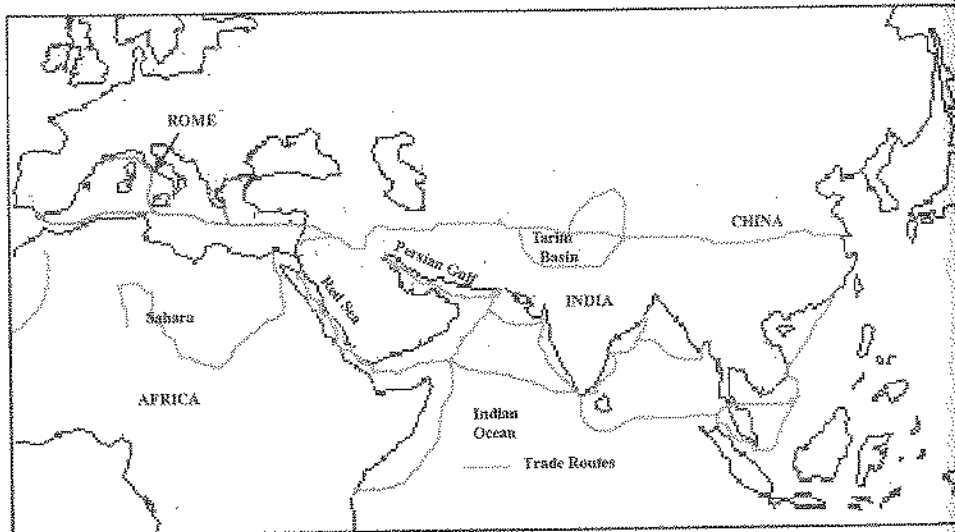 ROME
CHINA
Tarim
Basin
Persian Gulf
INDIA
Red Sea
Sahara
AFRICA
Indian
Ocean
Trade Routes